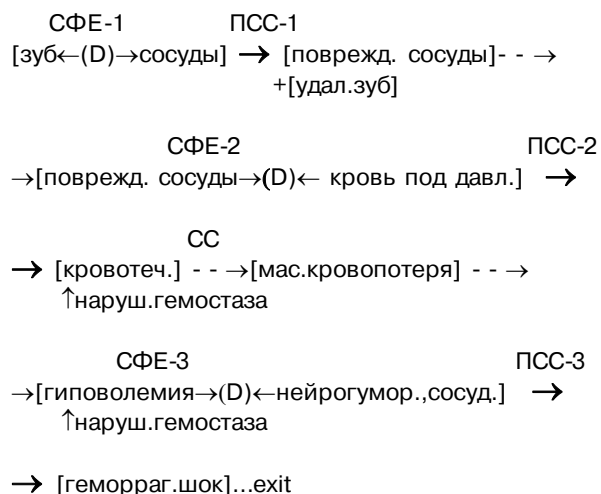 СФЕ-1 ПСС-1
[зуб←(D)→сосуды] → [поврежд. сосуды]- - →
+[удал.зуб]
СФЕ-2 ПСС-2
→[поврежд. сосуды→(D)← кровь под давл.] →
СС
→ [кровотеч.] - - →[мас.кровопотеря] - - →
↑наруш.гемостаза
СФЕ-3 ПСС-3
→[гиповолемия→(D)←нейрогумор.,сосуд.] →
↑наруш.гемостаза
→ [геморраг.шок]...exit